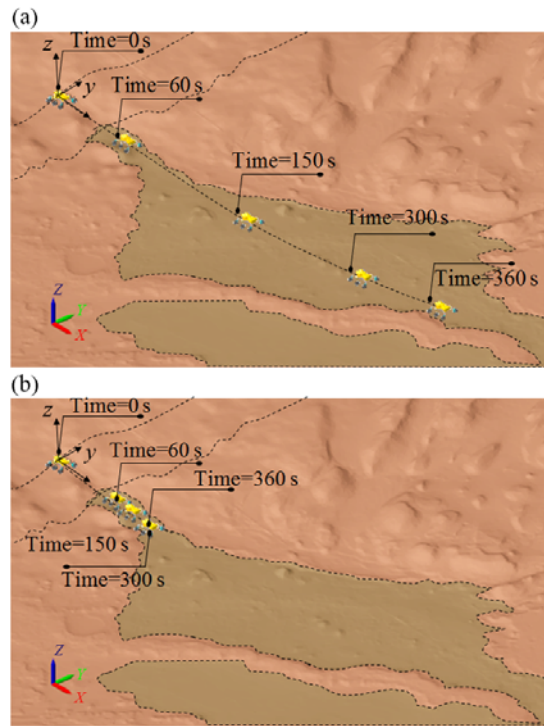 (a)
Time=0 s
z
y
Time=60 s
Time=150 s
Time=300 s
Time=360 s
Z
Y
X
(b)
Time=0 s
z
y
Time=60 s
Time=360 s
Time=150 s
Time=300 s
Z
Y
X